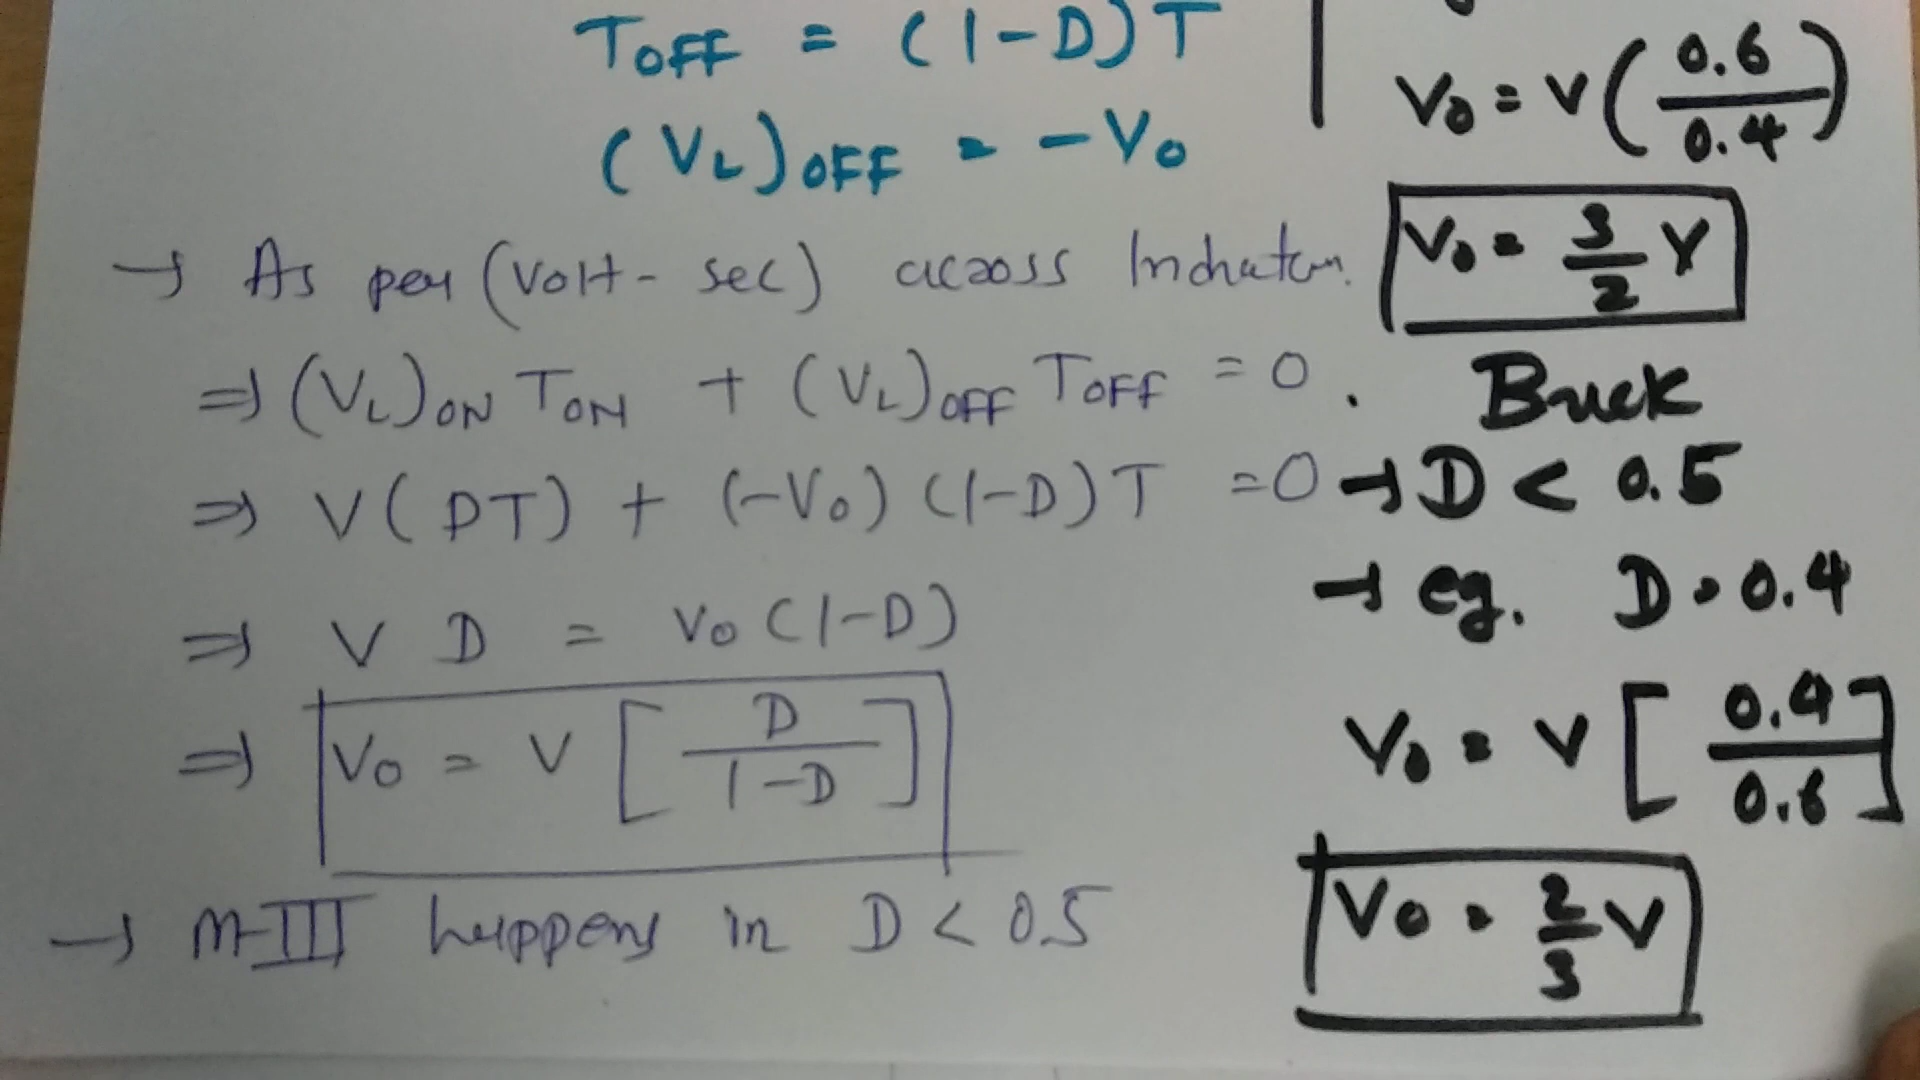 TOFF = (1-D)T
(VL)OFF = -Vo
→ As per (Volt-sec) across Inductor.
⇒ (VL)ON TON + (VL)OFF TOFF = 0.
⇒ V(DT) + (-Vo) (1-D)T = 0
⇒ V D = Vo (1-D)
⇒ Vo = V [D/(1-D)]
→ M-III happens in D < 0.5
Vo = V(0.6/0.4)
Vo = 3/2 V
Buck
→ D < 0.5
→ eg. D = 0.4
Vo = V [0.4/0.6]
Vo = 2/3 V